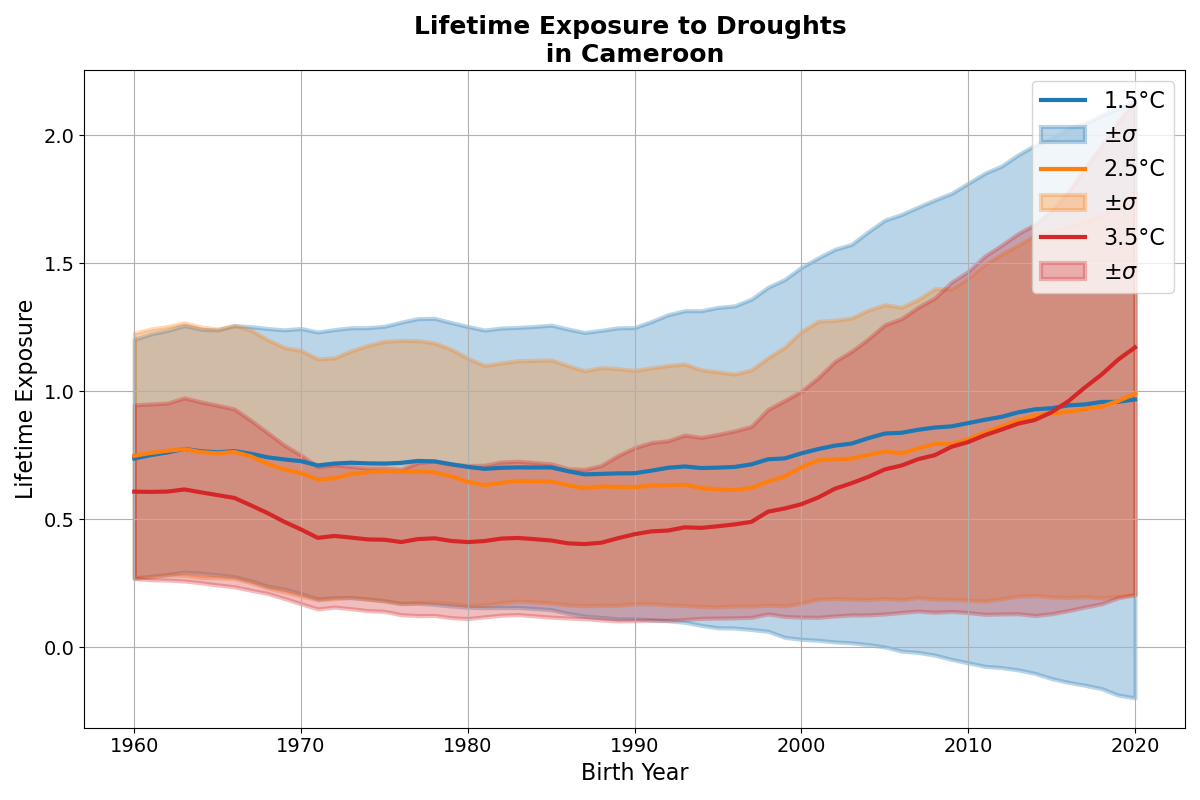 Lifetime Exposure to Droughts
in Cameroon
Lifetime Exposure
2.0
1.5
1.0
0.5
0.0
1960
1970
1980
1990
2000
2010
2020
Birth Year
1.5°C
±σ
2.5°C
±σ
3.5°C
±σ